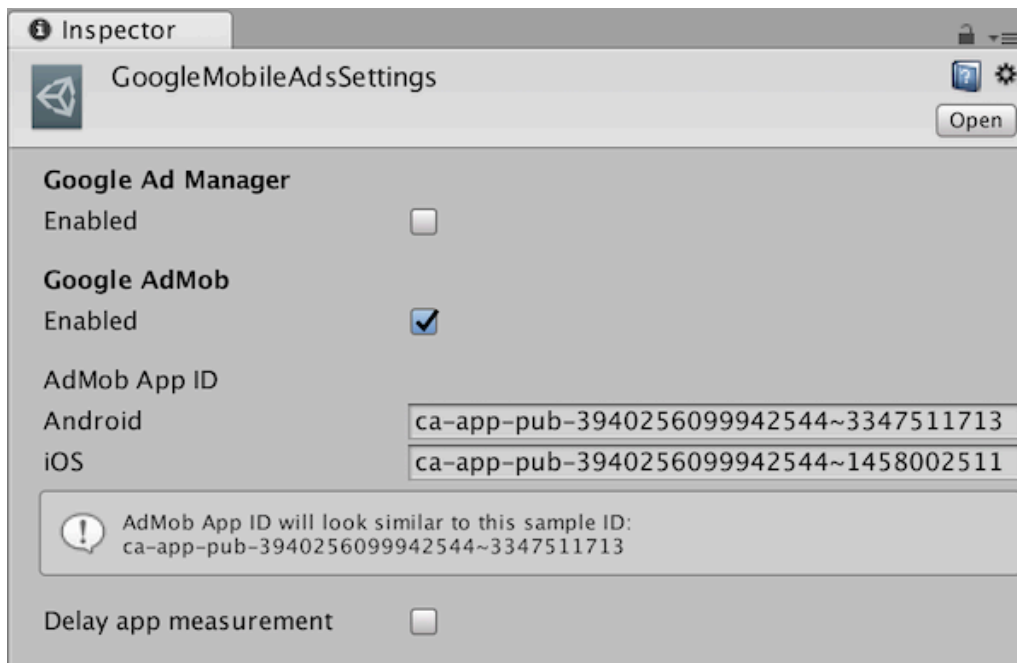 Inspector
GoogleMobileAdsSettings
Open
Google Ad Manager
Enabled
Google AdMob
Enabled
AdMob App ID
Android ca-app-pub-3940256099942544~3347511713
iOS ca-app-pub-3940256099942544~1458002511
AdMob App ID will look similar to this sample ID:
ca-app-pub-3940256099942544~3347511713
Delay app measurement